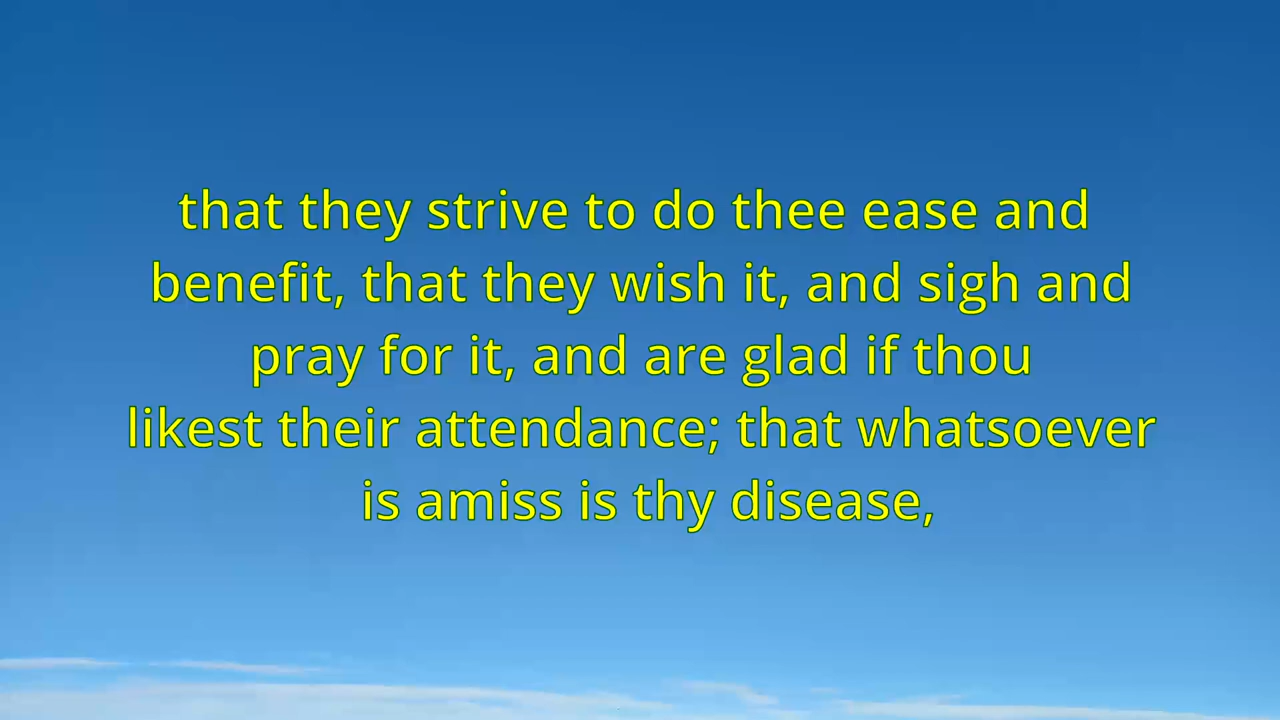 that they strive to do thee ease and
benefit, that they wish it, and sigh and
pray for it, and are glad if thou
likest their attendance; that whatsoever
is amiss is thy disease,